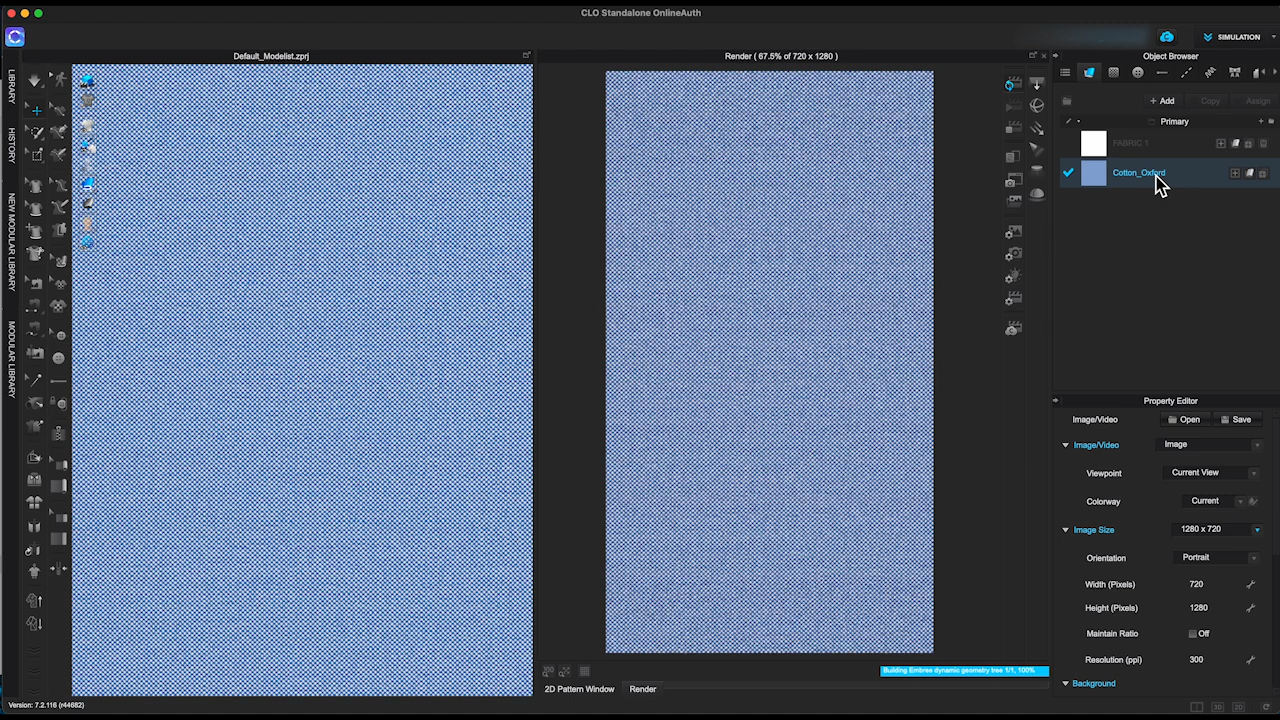 CLO Standalone OnlineAuth
SIMULATION
Default_Modelist.zprj
Render ( 67.5% of 720 x 1280 )
Object Browser
LIBRARY
HISTORY
NEW MODULAR LIBRARY
MODULAR LIBRARY
+ Add
Copy
Assign
Primary
FABRIC 1
Cotton_Oxford
Property Editor
Image/Video
Open
Save
Image/Video
Image
Viewpoint
Current View
Colorway
Current
Image Size
1280 x 720
Orientation
Portrait
Width (Pixels)
720
Height (Pixels)
1280
Maintain Ratio
Off
Resolution (ppi)
300
Background
Building Embree dynamic geometry tree 1/1, 100%
2D Pattern Window
Render
Version: 7.2.116 (r44682)
3D
2D